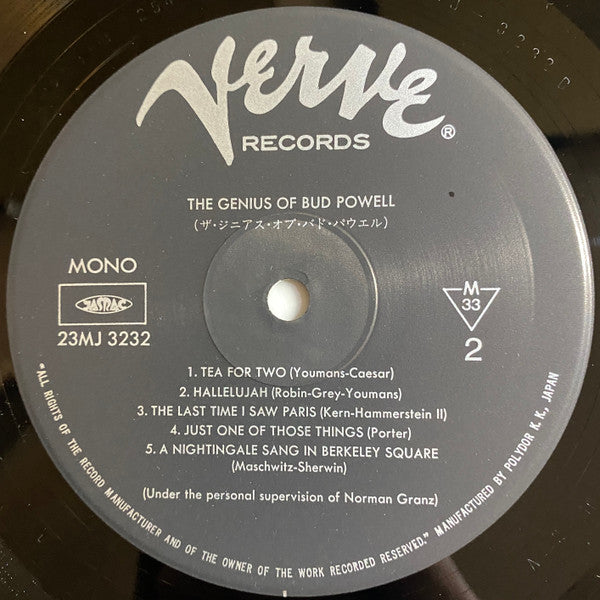 Verve®
RECORDS
THE GENIUS OF BUD POWELL
(ザ・ジニアス・オブ・バド・パウエル)
MONO
JASRAC
23MJ 3232
M
33
2
1. TEA FOR TWO (Youmans-Caesar)
2. HALLELUJAH (Robin-Grey-Youmans)
3. THE LAST TIME I SAW PARIS (Kern-Hammerstein II)
4. JUST ONE OF THOSE THINGS (Porter)
5. A NIGHTINGALE SANG IN BERKELEY SQUARE
(Maschwitz-Sherwin)
(Under the personal supervision of Norman Granz)
"ALL RIGHTS OF THE RECORD MANUFACTURER AND OF THE OWNER OF THE WORK RECORDED RESERVED." MANUFACTURED BY POLYDOR K. K., JAPAN